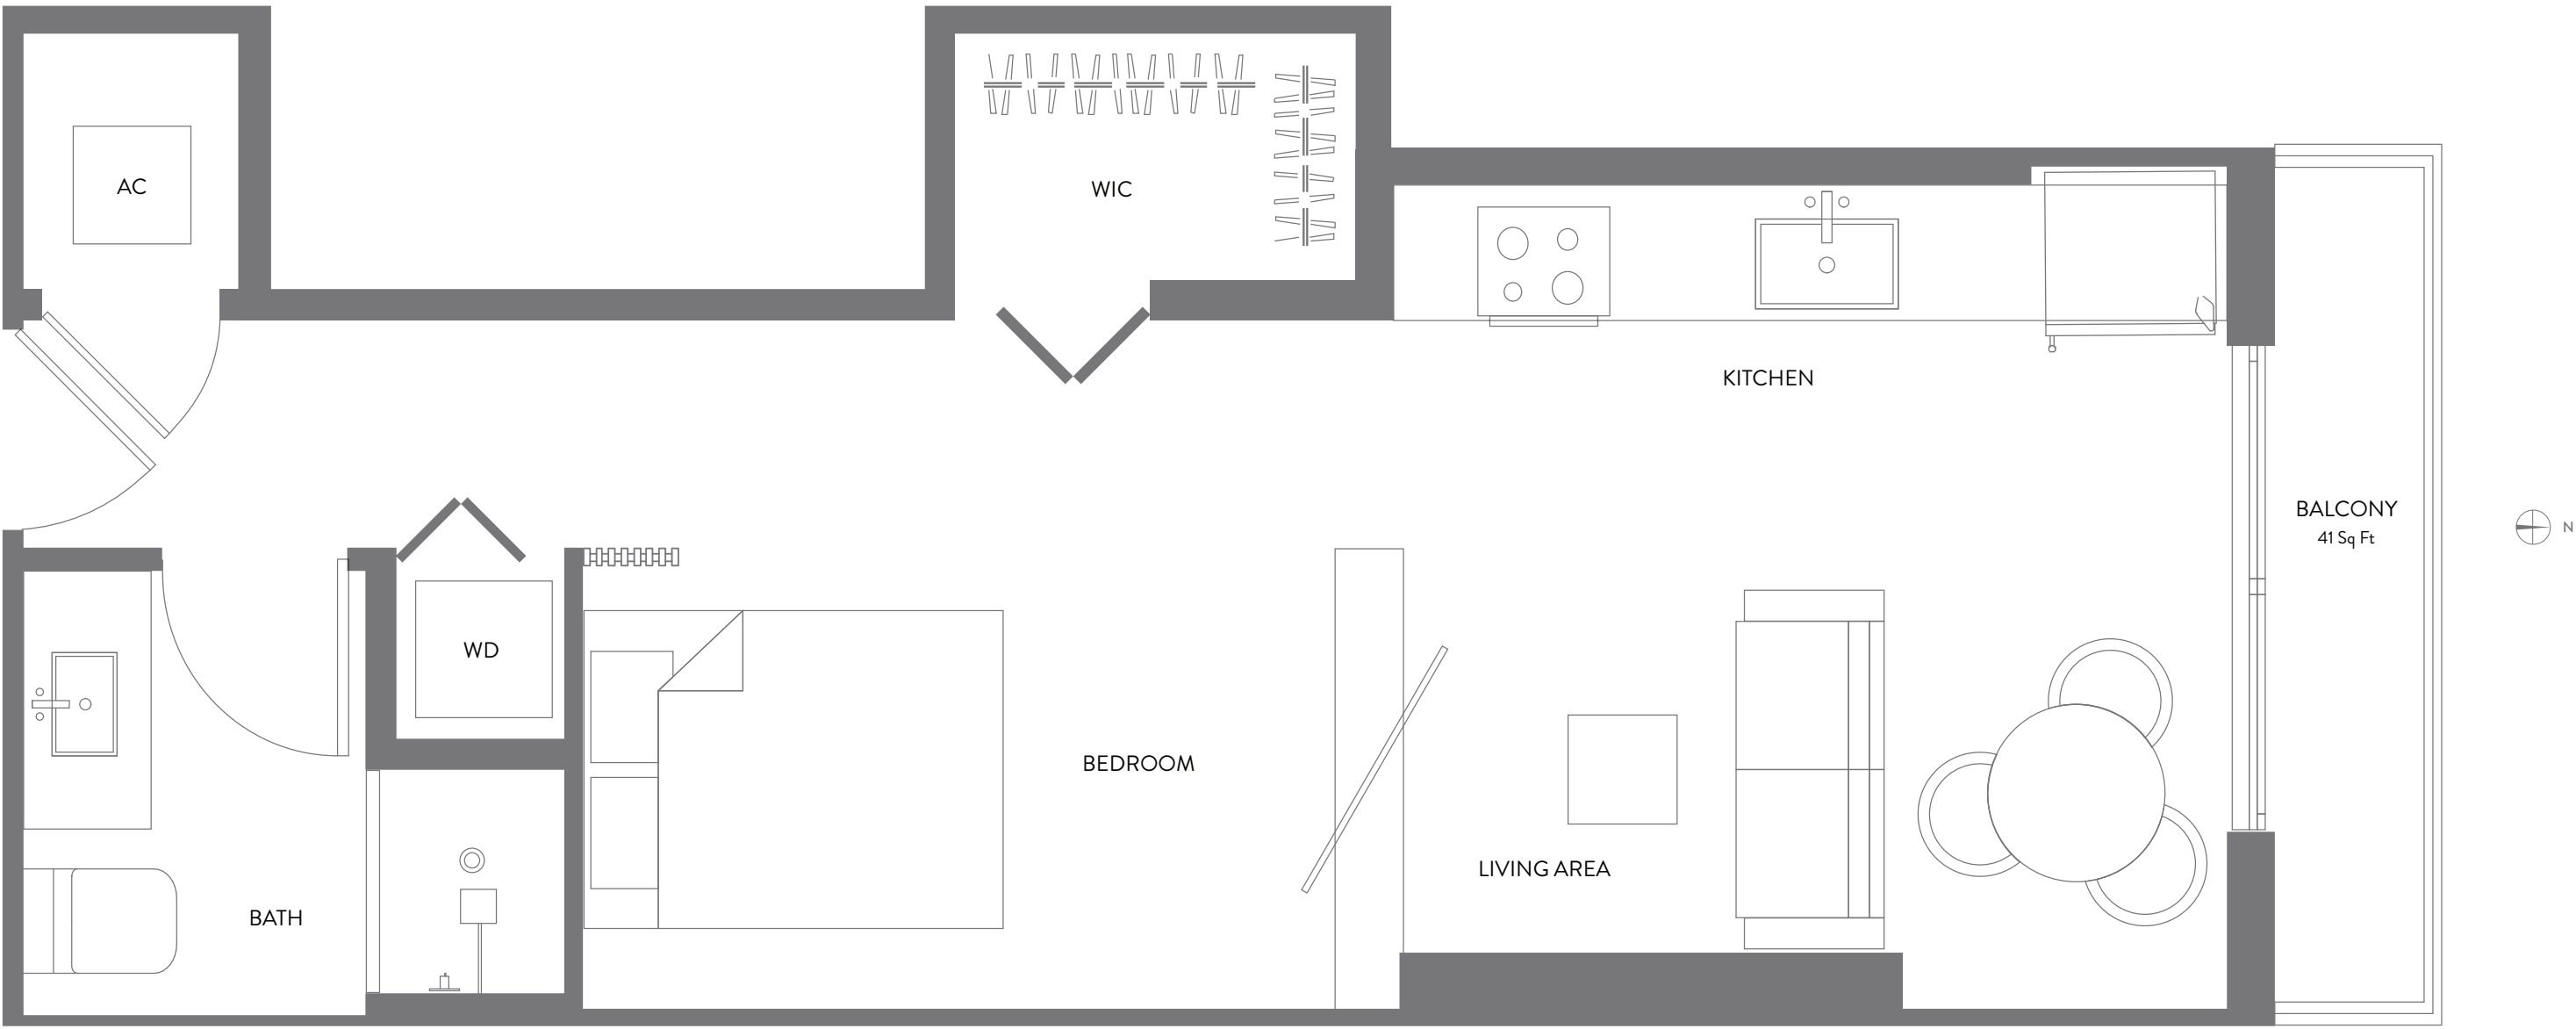 AC
WIC
KITCHEN
BALCONY
41 Sq Ft
N
WD
BEDROOM
LIVING AREA
BATH